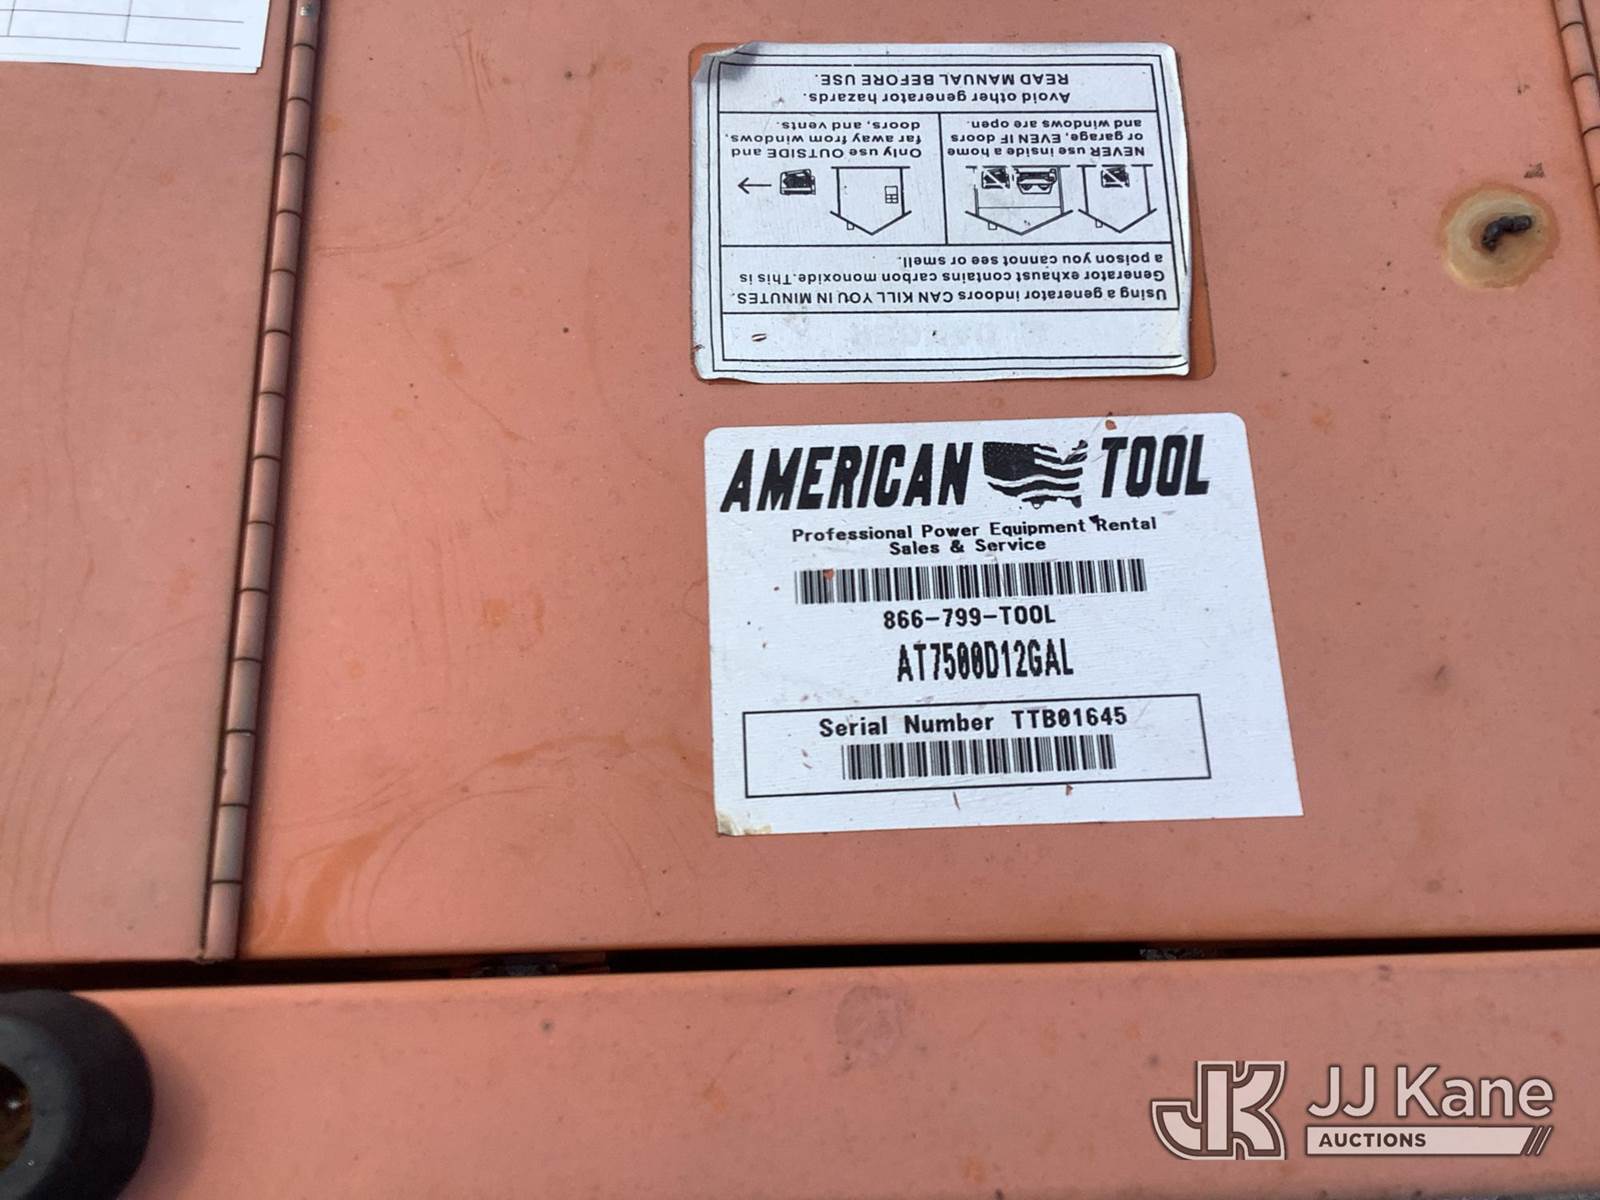 DANGER
Using a generator indoors CAN KILL YOU IN MINUTES.
Generator exhaust contains carbon monoxide. This is
a poison you cannot see or smell.
NEVER use inside a home
or garage, EVEN IF doors
and windows are open.
Only use OUTSIDE and
far away from windows,
doors, and vents.
Avoid other generator hazards.
READ MANUAL BEFORE USE.
AMERICAN TOOL
Professional Power Equipment Rental
Sales & Service
866-799-TOOL
AT7500D12GAL
Serial Number TTB01645
JK JJ Kane
AUCTIONS